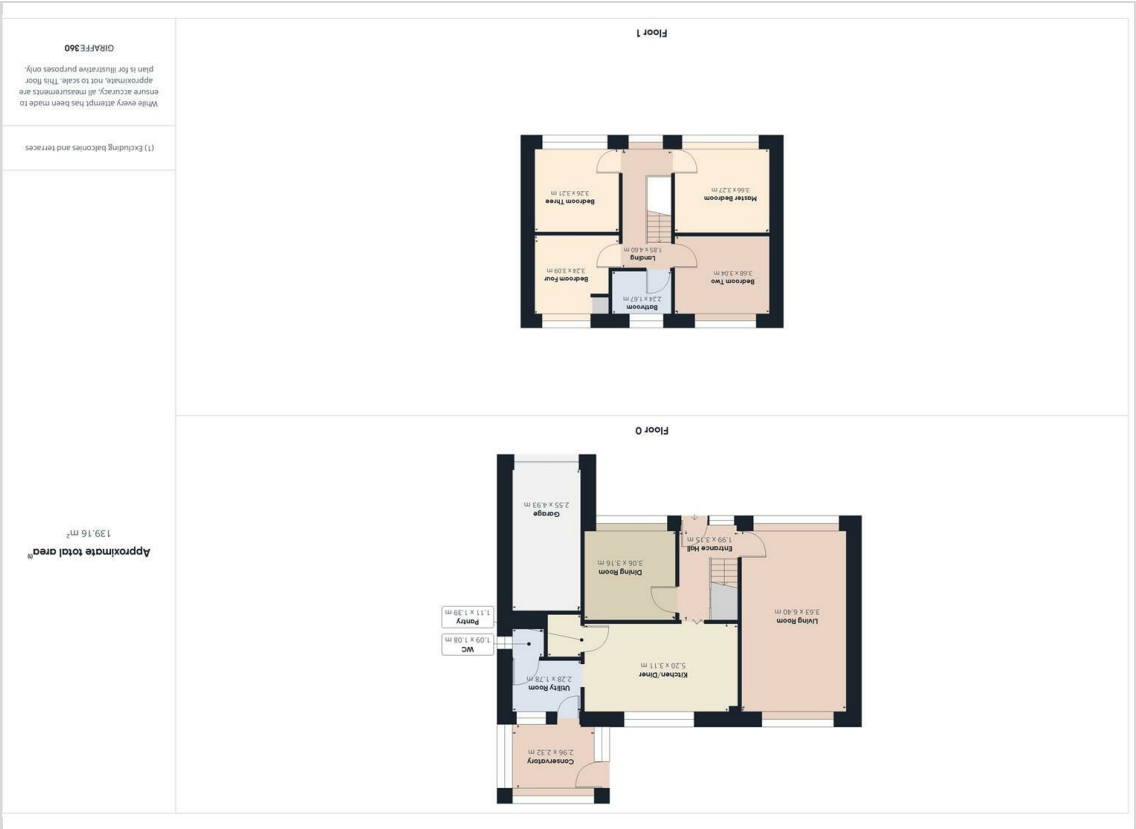 Floor 0
Conservatory
2.96 x 2.32 m
Utility Room
2.28 x 1.78 m
WC
1.09 x 1.08 m
Pantry
1.11 x 1.39 m
Kitchen/Diner
5.20 x 3.11 m
Living Room
3.63 x 6.40 m
Dining Room
3.06 x 3.16 m
Entrance Hall
1.99 x 3.15 m
Garage
2.55 x 4.93 m
Floor 1
Bathroom
2.24 x 1.67 m
Bedroom Two
3.68 x 3.04 m
Bedroom Four
3.24 x 3.09 m
Landing
1.85 x 4.60 m
Master Bedroom
3.66 x 3.27 m
Bedroom Three
3.26 x 3.21 m
Approximate total area⁽¹⁾
139.16 m²
(1) Excluding balconies and terraces
While every attempt has been made to
ensure accuracy, all measurements are
approximate, not to scale. This floor
plan is for illustrative purposes only.
GIRAFFE360